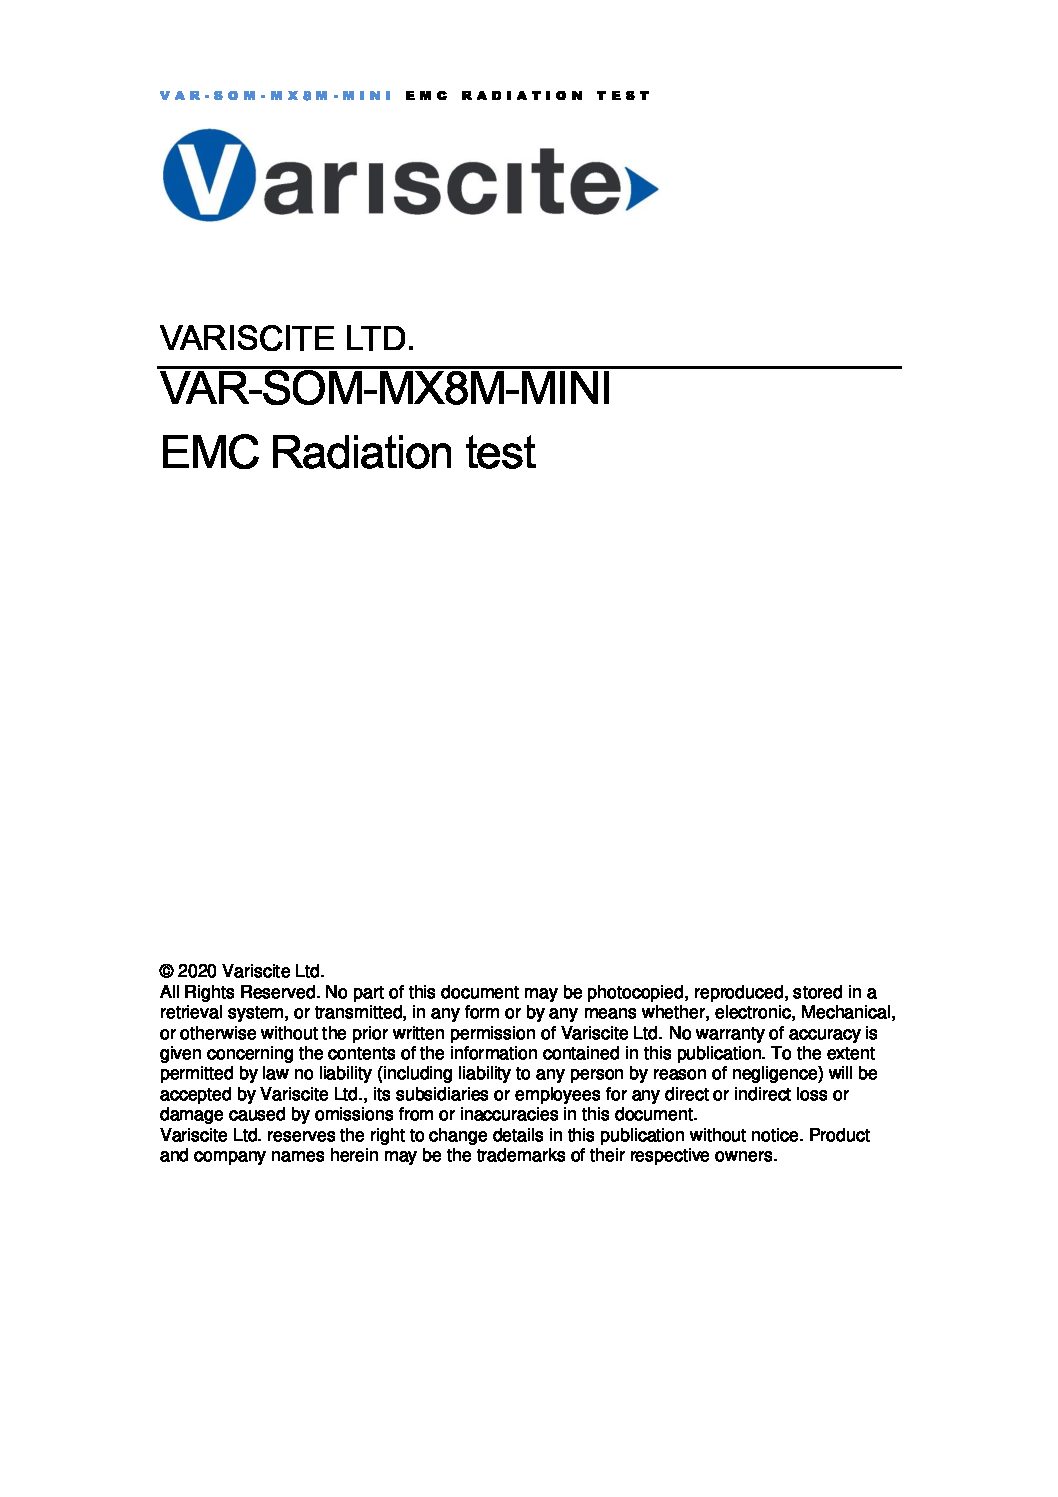 VAR-SOM-MX8M-MINI EMC RADIATION TEST
Variscite
VARISCITE LTD.
VAR-SOM-MX8M-MINI
EMC Radiation test
© 2020 Variscite Ltd.
All Rights Reserved. No part of this document may be photocopied, reproduced, stored in a
retrieval system, or transmitted, in any form or by any means whether, electronic, Mechanical,
or otherwise without the prior written permission of Variscite Ltd. No warranty of accuracy is
given concerning the contents of the information contained in this publication. To the extent
permitted by law no liability (including liability to any person by reason of negligence) will be
accepted by Variscite Ltd., its subsidiaries or employees for any direct or indirect loss or
damage caused by omissions from or inaccuracies in this document.
Variscite Ltd. reserves the right to change details in this publication without notice. Product
and company names herein may be the trademarks of their respective owners.